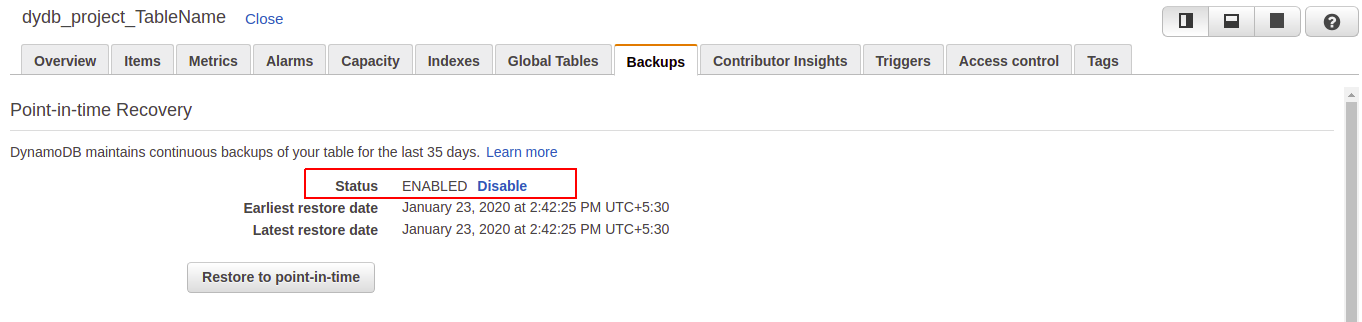 dydb_project_TableName Close
Overview Items Metrics Alarms Capacity Indexes Global Tables Backups Contributor Insights Triggers Access control Tags
Point-in-time Recovery
DynamoDB maintains continuous backups of your table for the last 35 days. Learn more
Status ENABLED Disable
Earliest restore date January 23, 2020 at 2:42:25 PM UTC+5:30
Latest restore date January 23, 2020 at 2:42:25 PM UTC+5:30
Restore to point-in-time